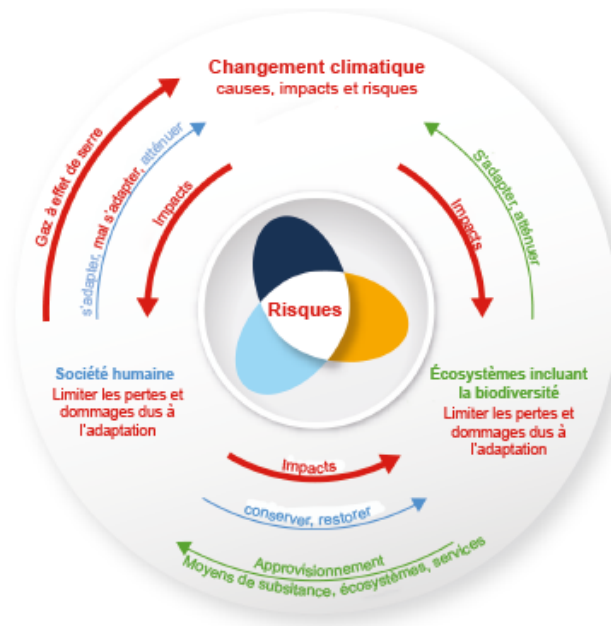 Changement climatique
causes, impacts et risques
Gaz à effet de serre
s'adapter, mal s'adapter, atténuer
Impacts
Impacts
S'adapter, atténuer
Risques
Société humaine
Limiter les pertes et
dommages dus à
l'adaptation
Écosystèmes incluant
la biodiversité
Limiter les pertes et
dommages dus à
l'adaptation
Impacts
conserver, restorer
Approvisionnement
Moyens de subsitance, écosystèmes, services